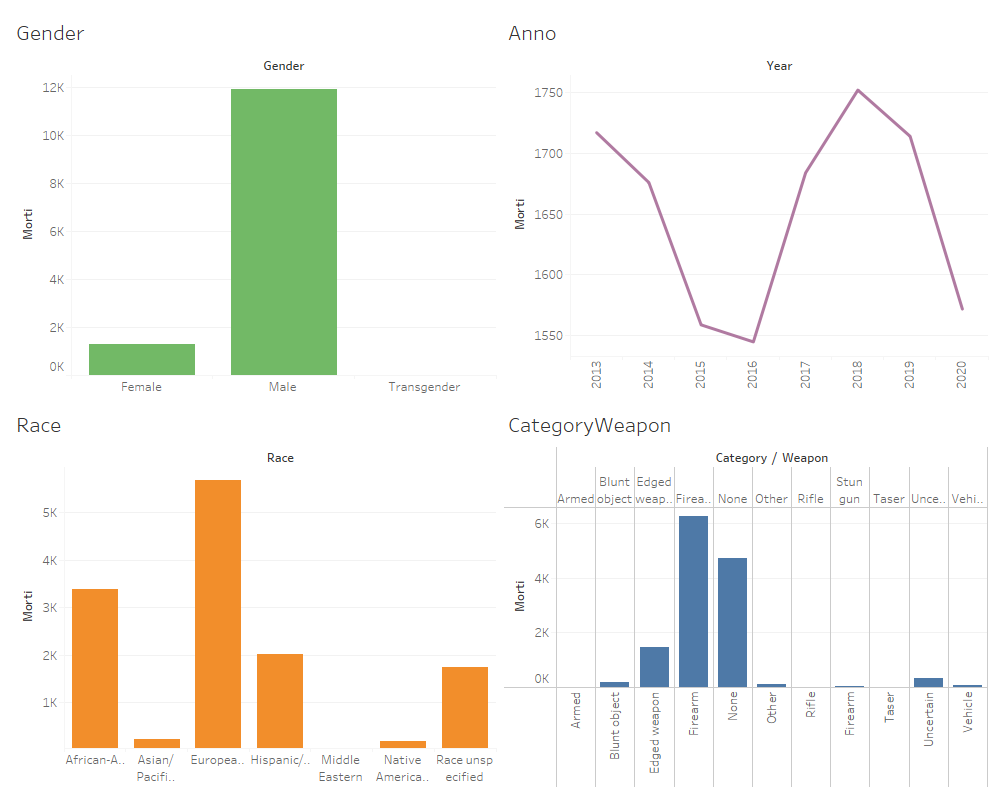 Gender
Gender
12K
10K
8K
6K
4K
2K
0K
Morti
Female Male Transgender
Anno
Year
1750
1700
1650
1600
1550
Morti
2013 2014 2015 2016 2017 2018 2019 2020
Race
Race
5K
4K
3K
2K
1K
Morti
African-A.. Asian/ Europea.. Hispanic/.. Middle Native Race unsp
Pacifi.. Eastern America.. ecified
CategoryWeapon
Category / Weapon
Blunt Edged Stun
Armed object weap.. Firea.. None Other Rifle gun Taser Unce.. Vehi..
6K
4K
2K
0K
Morti
Armed Blunt object Edged weapon Firearm None Other Rifle Firearm Taser Uncertain Vehicle